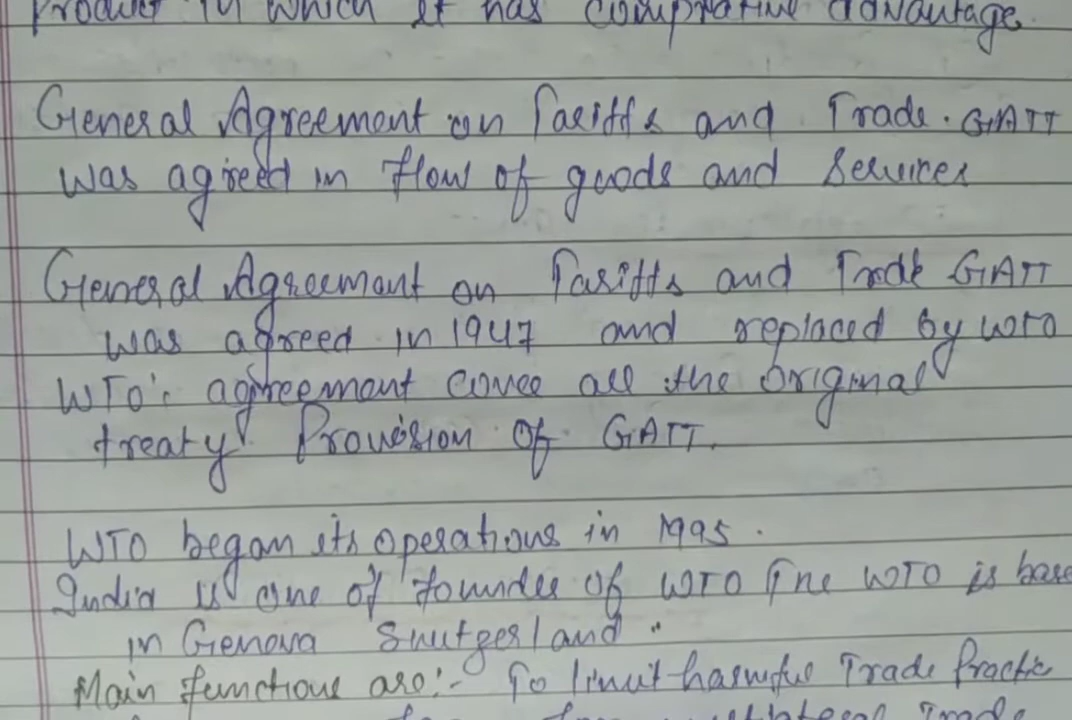 Product in which it has comprative advantage.
General Agreement on Tariffs and Trade. GATT
was agreed in flow of goods and services
General Agreement on Tariffs and Trade GATT
was agreed in 1947 and replaced by WTO
WTO's agreement cover all the original
treaty Provision of GATT.
WTO began its operations in 1995.
India is one of founder of WTO The WTO is base
in Geneva Switzerland.
Main functions are:- To limit harmful Trade Practic
Trade